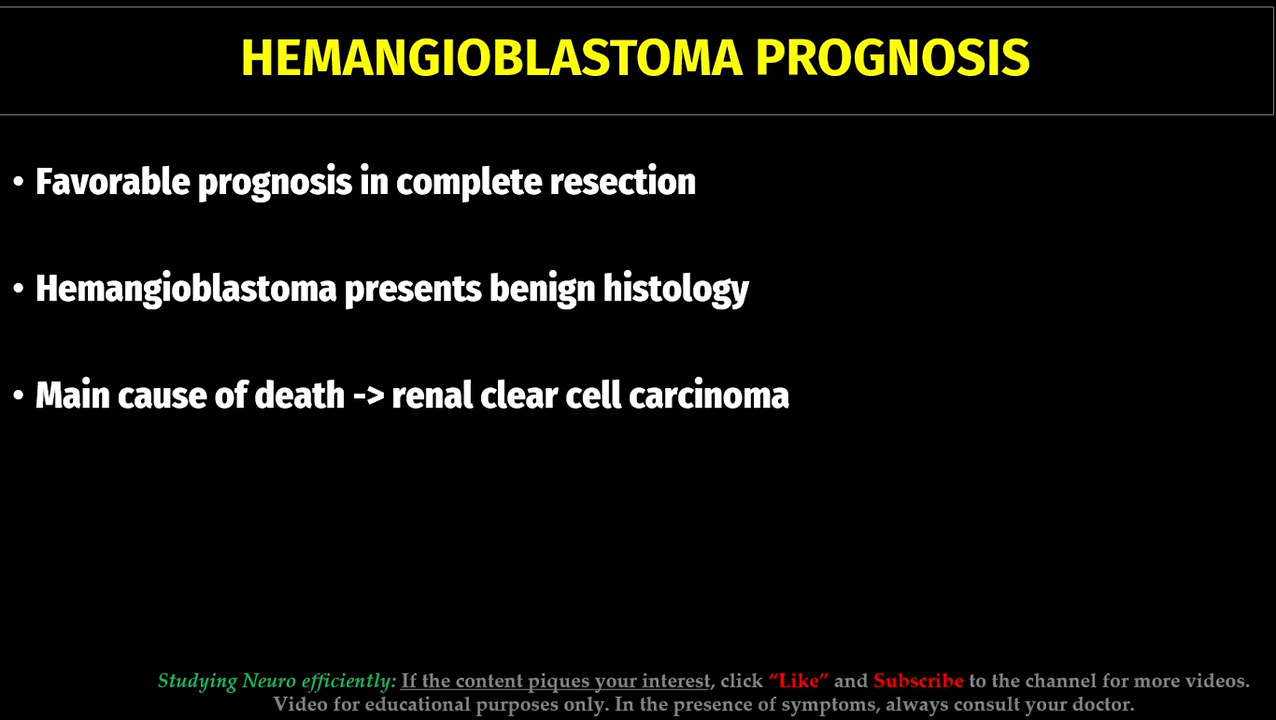 HEMANGIOBLASTOMA PROGNOSIS
• Favorable prognosis in complete resection
• Hemangioblastoma presents benign histology
• Main cause of death -> renal clear cell carcinoma
Studying Neuro efficiently: If the content piques your interest, click “Like” and Subscribe to the channel for more videos.
Video for educational purposes only. In the presence of symptoms, always consult your doctor.